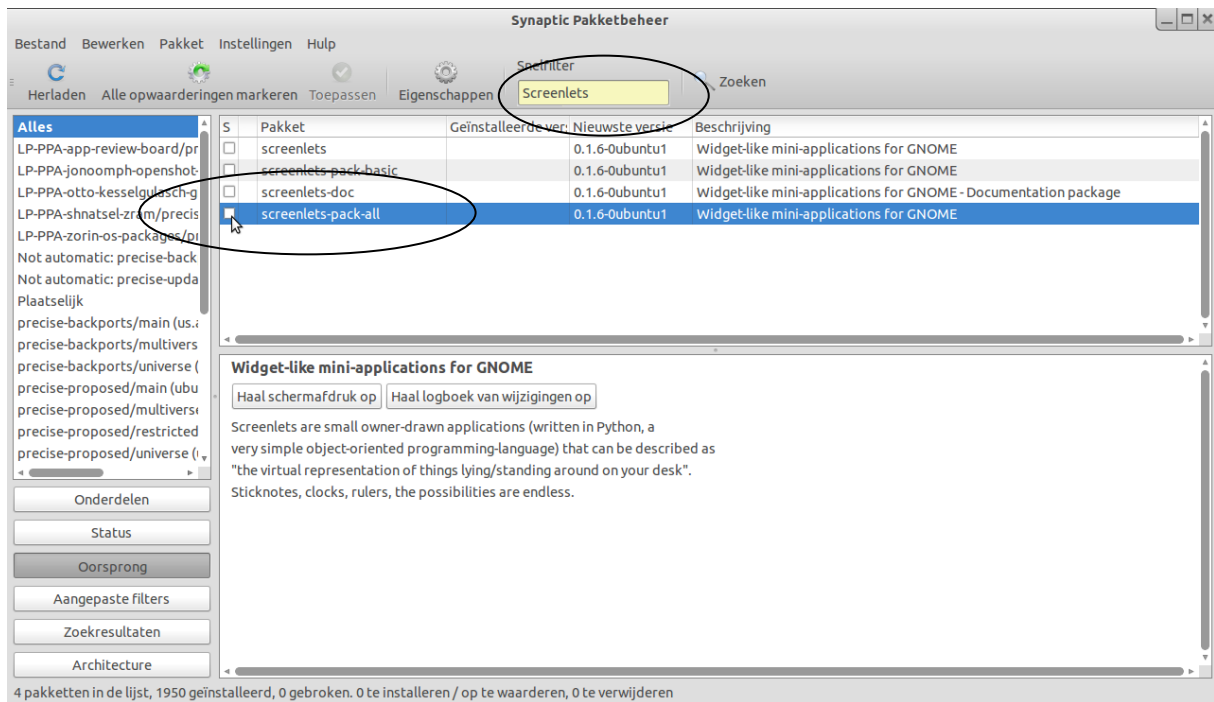 Synaptic Pakketbeheer
Bestand Bewerken Pakket Instellingen Hulp
Snelfilter
Herladen Alle opwaarderingen markeren Toepassen Eigenschappen Screenlets Zoeken
Alles
LP-PPA-app-review-board/pr
LP-PPA-jonoomph-openshot-
LP-PPA-otto-kesselgulasch-g
LP-PPA-shnatsel-zram/precis
LP-PPA-zorin-os-packages/pr
Not automatic: precise-back
Not automatic: precise-upda
Plaatselijk
precise-backports/main (us.a
precise-backports/multivers
precise-backports/universe (
precise-proposed/main (ubu
precise-proposed/multiverse
precise-proposed/restricted
precise-proposed/universe (
Onderdelen
Status
Oorsprong
Aangepaste filters
Zoekresultaten
Architecture
S Pakket Geïnstalleerde ver: Nieuwste versie Beschrijving
screenlets 0.1.6-0ubuntu1 Widget-like mini-applications for GNOME
screenlets-pack-basic 0.1.6-0ubuntu1 Widget-like mini-applications for GNOME
screenlets-doc 0.1.6-0ubuntu1 Widget-like mini-applications for GNOME - Documentation package
screenlets-pack-all 0.1.6-0ubuntu1 Widget-like mini-applications for GNOME
Widget-like mini-applications for GNOME
Haal schermafdruk op Haal logboek van wijzigingen op
Screenlets are small owner-drawn applications (written in Python, a
very simple object-oriented programming-language) that can be described as
"the virtual representation of things lying/standing around on your desk".
Sticknotes, clocks, rulers, the possibilities are endless.
4 pakketten in de lijst, 1950 geïnstalleerd, 0 gebroken. 0 te installeren / op te waarderen, 0 te verwijderen